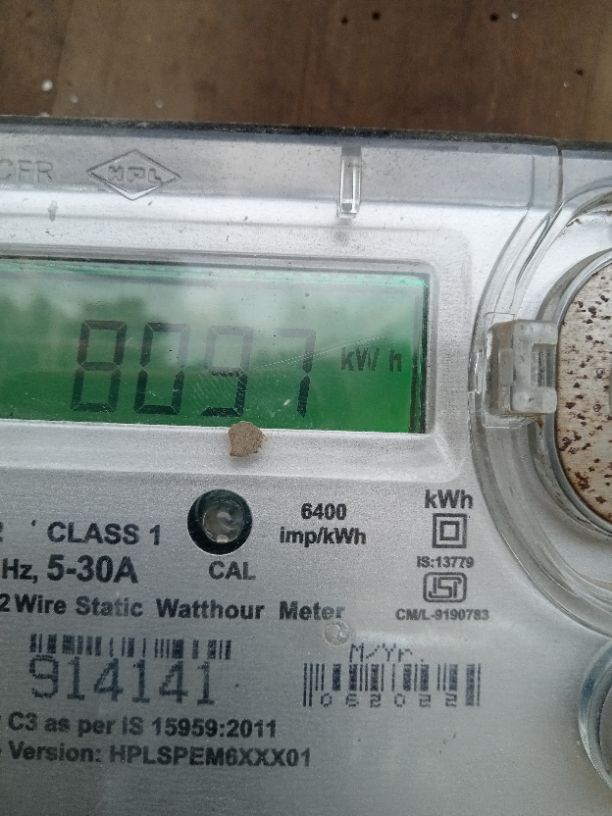 HPL
8097 kW h
6400
imp/kWh
kWh
CLASS 1
Hz, 5-30A
CAL
IS:13779
2 Wire Static Watthour Meter
CM/L-9190783
914141
M/Yr.
062022
C3 as per IS 15959:2011
Version: HPLSPEM6XXX01